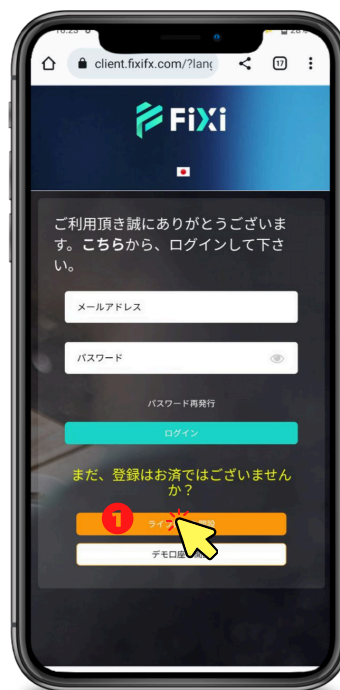 16:23
client.fixifx.com/?lang
17
FiXi
ご利用頂き誠にありがとうございま
す。こちらから、ログインして下さ
い。
メールアドレス
パスワード
パスワード再発行
ログイン
まだ、登録はお済ではございません
か？
1
デモ口座